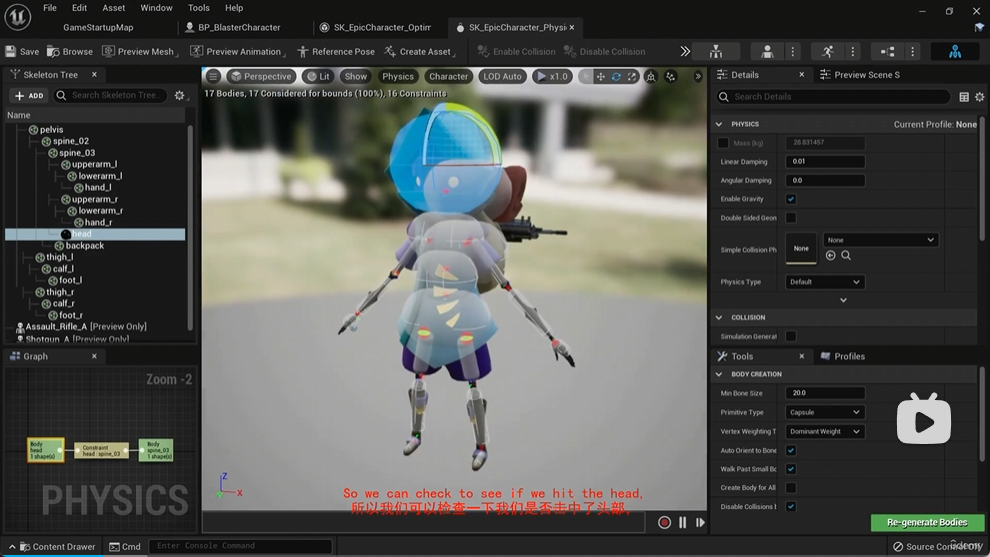 File Edit Asset Window Tools Help
GameStartupMap BP_BlasterCharacter SK_EpicCharacter_Optim SK_EpicCharacter_Physic
Save Browse Preview Mesh Preview Animation Reference Pose Create Asset Enable Collision Disable Collision
Skeleton Tree
ADD Search Skeleton Tree...
Name
pelvis
spine_02
spine_03
upperarm_l
lowerarm_l
hand_l
upperarm_r
lowerarm_r
hand_r
head
backpack
thigh_l
calf_l
foot_l
thigh_r
calf_r
foot_r
Assault_Rifle_A [Preview Only]
Shotgun_A [Preview Only]
Graph
Zoom -2
Body
head
1 shape(s)
Constraint
head : spine_03
Body
spine_03
1 shape(s)
PHYSICS
Perspective Lit Show Physics Character LOD Auto x1.0
17 Bodies, 17 Considered for bounds (100%), 16 Constraints
Z
X
So we can check to see if we hit the head,
所以我们可以检查一下我们是否击中了头部,
Details Preview Scene S
Search Details
PHYSICS Current Profile: None
Mass (kg) 28.831457
Linear Damping 0.01
Angular Damping 0.0
Enable Gravity
Double Sided Geon
Simple Collision Ph None None
Physics Type Default
COLLISION
Simulation Generat
Tools Profiles
BODY CREATION
Min Bone Size 20.0
Primitive Type Capsule
Vertex Weighting T Dominant Weight
Auto Orient to Bone
Walk Past Small Bo
Create Body for All
Disable Collisions b
Re-generate Bodies
Content Drawer Cmd Enter Console Command Source Con
ûdemy